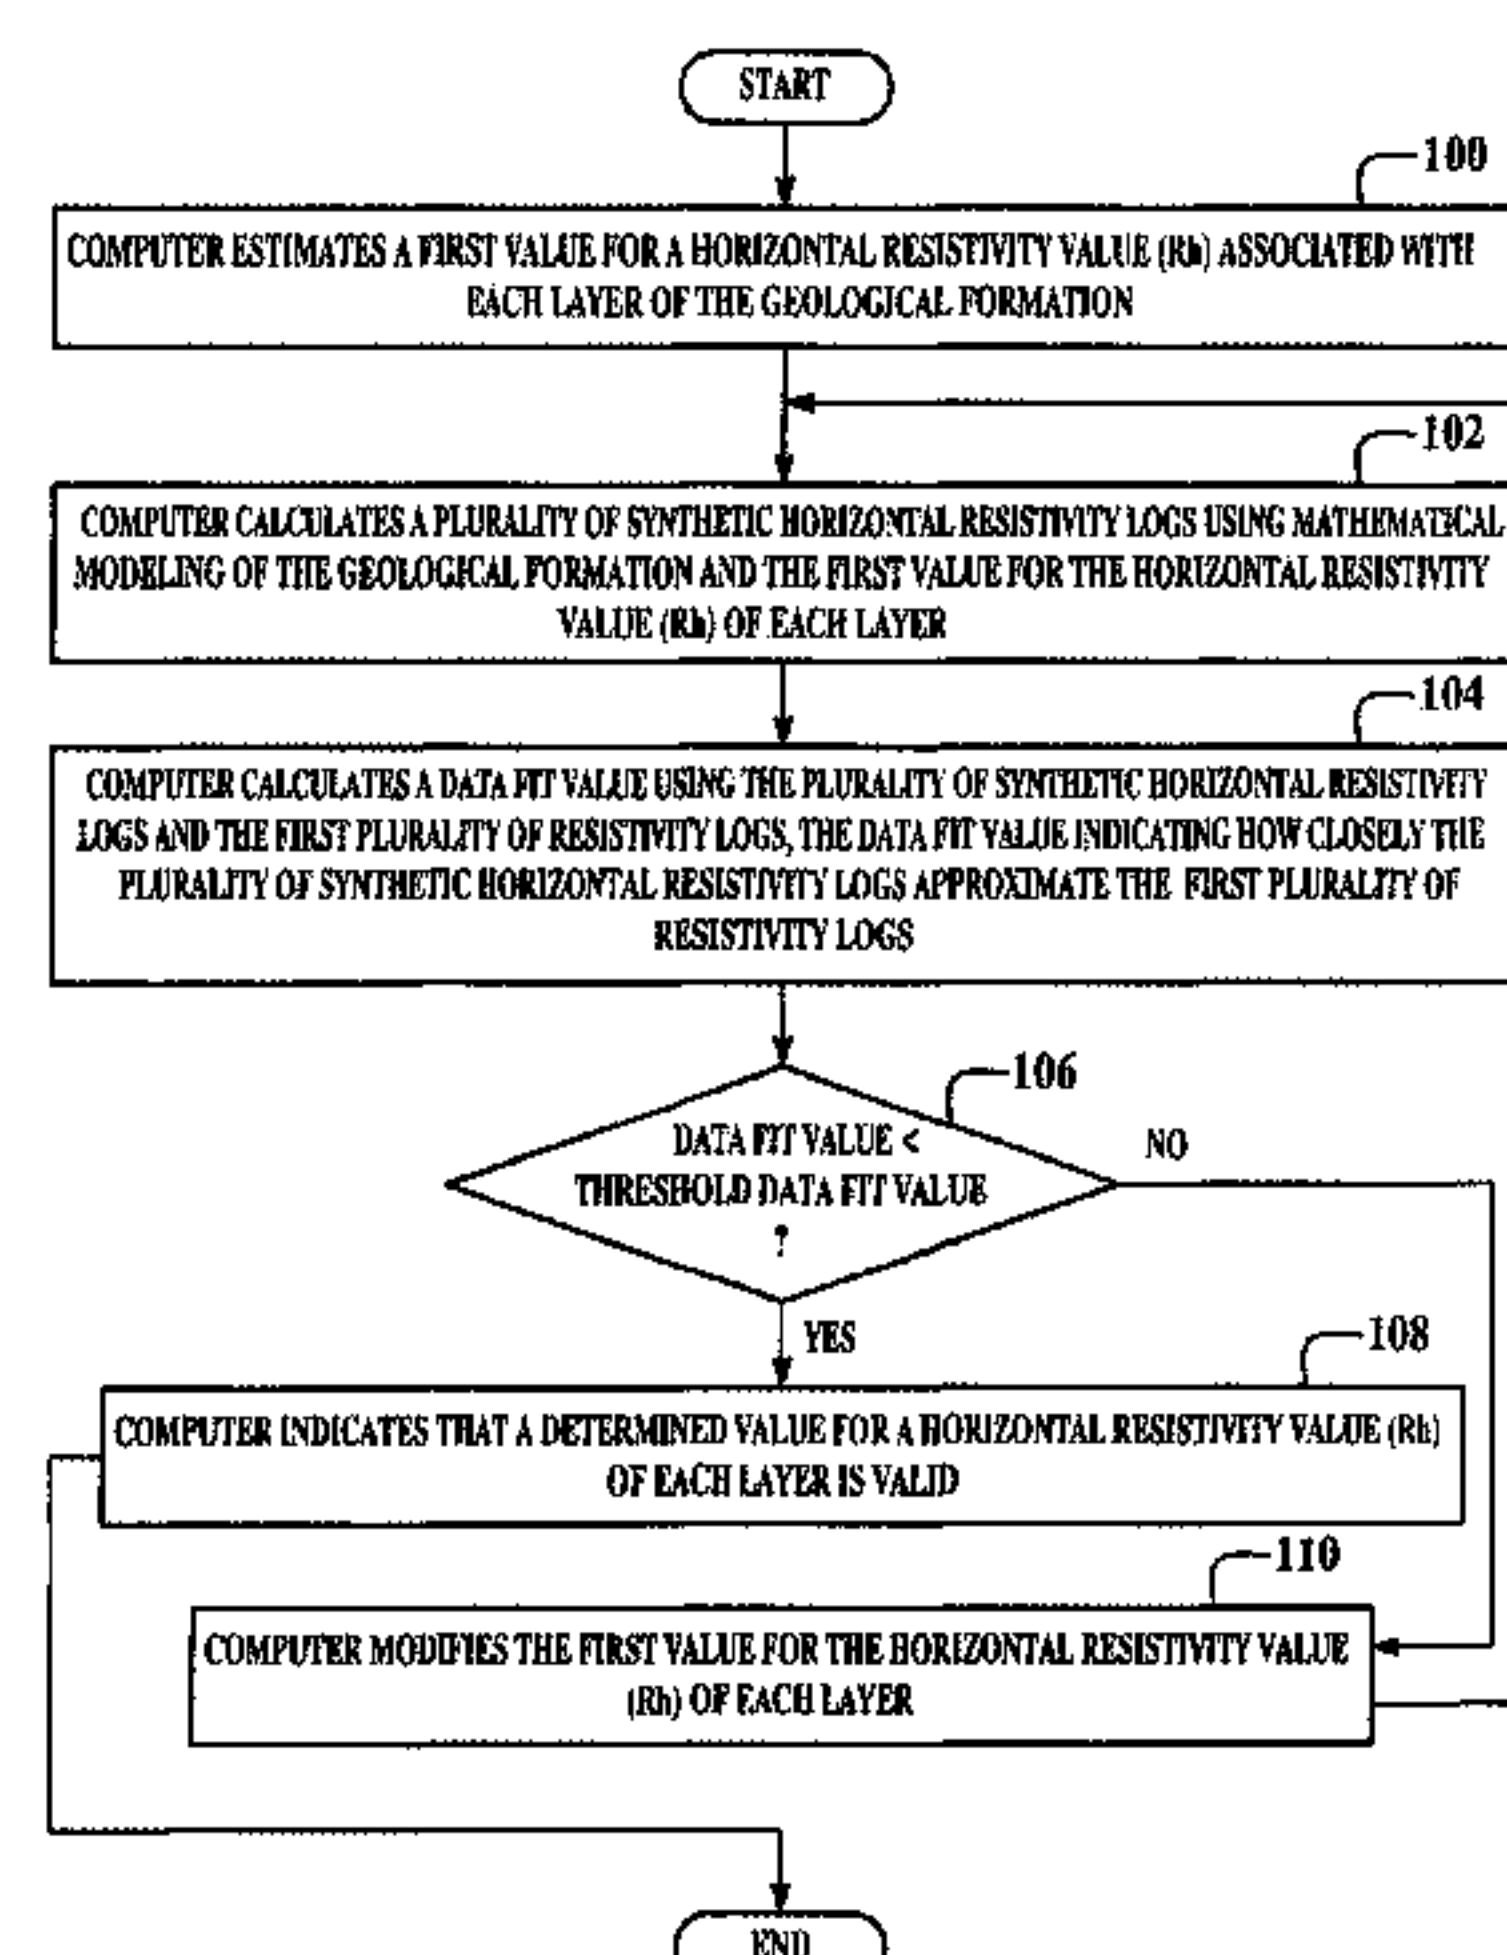 START
100
COMPUTER ESTIMATES A FIRST VALUE FOR A HORIZONTAL RESISTIVITY VALUE (Rh) ASSOCIATED WITH
EACH LAYER OF THE GEOLOGICAL FORMATION
102
COMPUTER CALCULATES A PLURALITY OF SYNTHETIC HORIZONTAL RESISTIVITY LOGS USING MATHEMATICAL
MODELING OF THE GEOLOGICAL FORMATION AND THE FIRST VALUE FOR THE HORIZONTAL RESISTIVITY
VALUE (Rh) OF EACH LAYER
104
COMPUTER CALCULATES A DATA FIT VALUE USING THE PLURALITY OF SYNTHETIC HORIZONTAL RESISTIVITY
LOGS AND THE FIRST PLURALITY OF RESISTIVITY LOGS, THE DATA FIT VALUE INDICATING HOW CLOSELY THE
PLURALITY OF SYNTHETIC HORIZONTAL RESISTIVITY LOGS APPROXIMATE THE FIRST PLURALITY OF
RESISTIVITY LOGS
106
DATA FIT VALUE <
THRESHOLD DATA FIT VALUE
?
NO
YES
108
COMPUTER INDICATES THAT A DETERMINED VALUE FOR A HORIZONTAL RESISTIVITY VALUE (Rh)
OF EACH LAYER IS VALID
110
COMPUTER MODIFIES THE FIRST VALUE FOR THE HORIZONTAL RESISTIVITY VALUE
(Rh) OF EACH LAYER
END